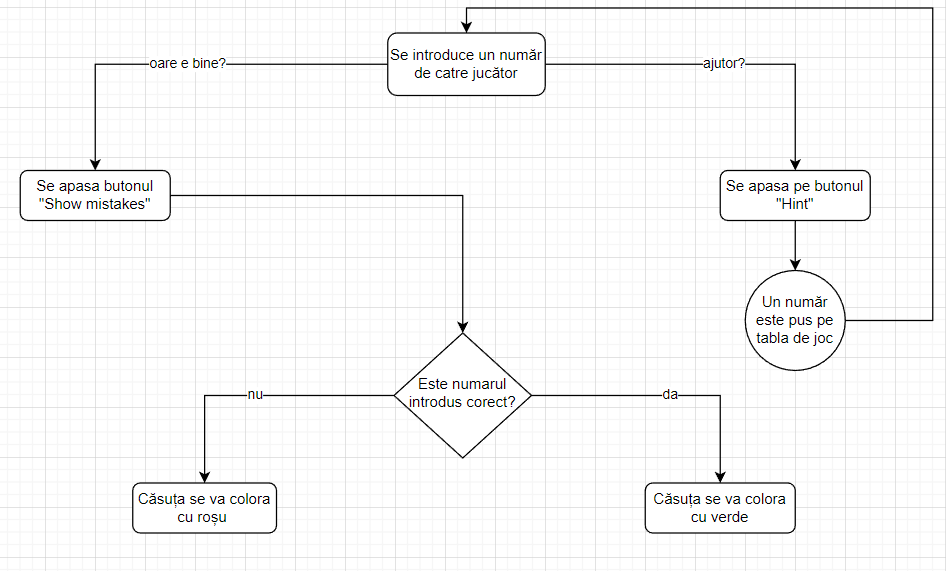 Se introduce un număr
de catre jucător
oare e bine?
ajutor?
Se apasa butonul
"Show mistakes"
Se apasa pe butonul
"Hint"
Un număr
este pus pe
tabla de joc
Este numarul
introdus corect?
nu
da
Căsuța se va colora
cu roșu
Căsuța se va colora
cu verde